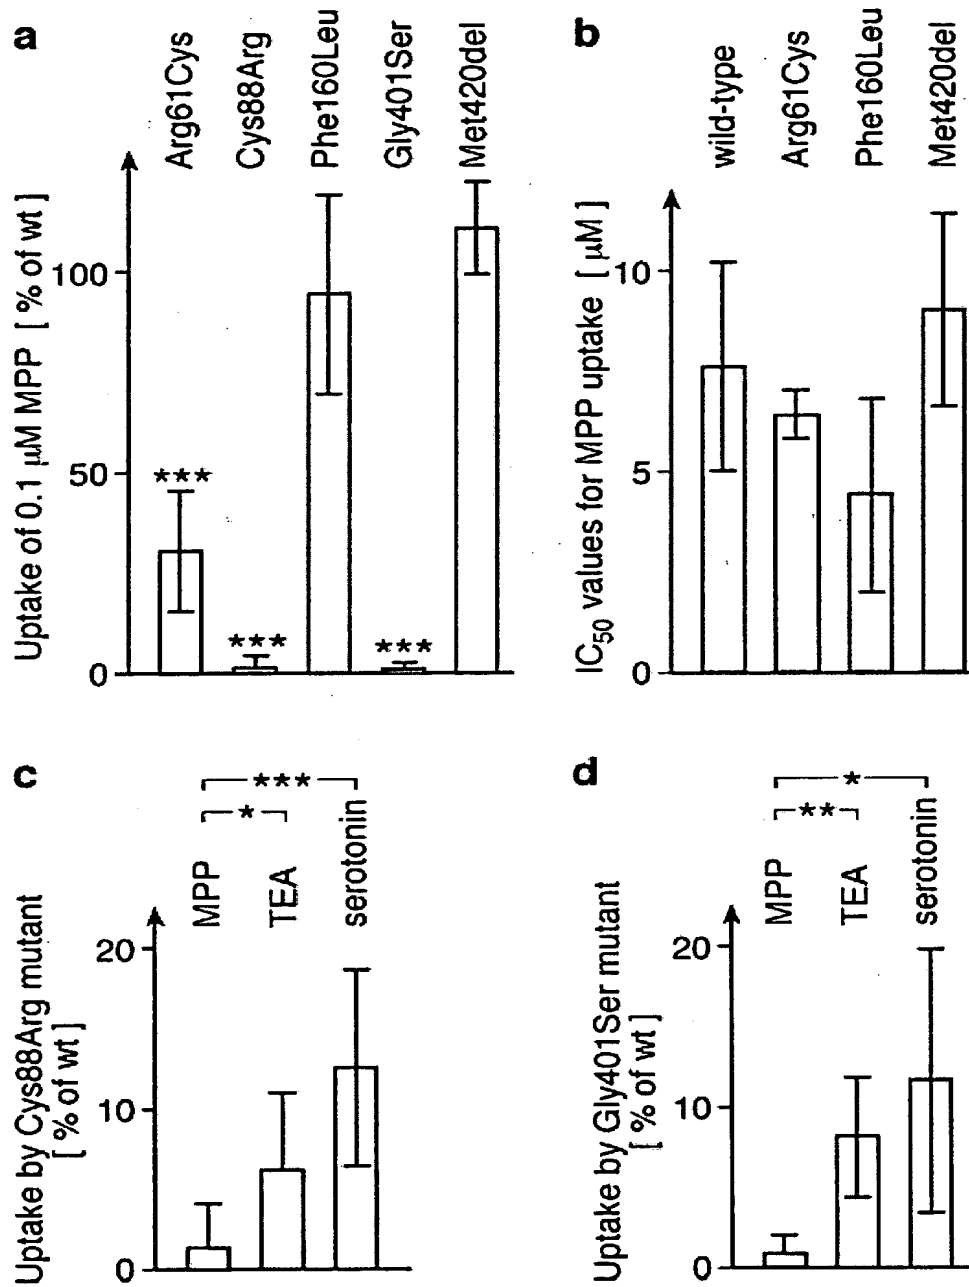 a
Arg61Cys
Cys88Arg
Phe160Leu
Gly401Ser
Met420del
Uptake of 0.1 μM MPP [ % of wt ]
100
50
0
***
***
***
b
wild-type
Arg61Cys
Phe160Leu
Met420del
IC50 values for MPP uptake [ μM ]
10
5
0
c
***
*
MPP
TEA
serotonin
Uptake by Cys88Arg mutant
[ % of wt ]
20
10
0
d
*
**
MPP
TEA
serotonin
Uptake by Gly401Ser mutant
[ % of wt ]
20
10
0